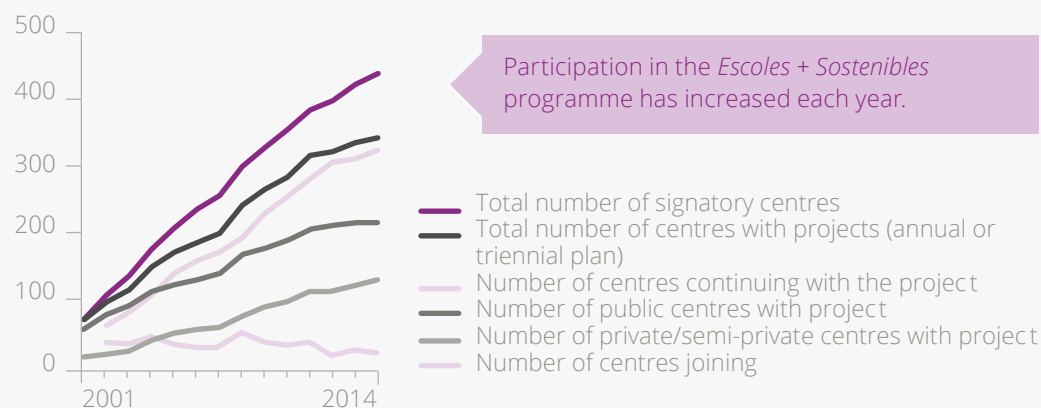 500
400
300
200
100
0
2001
2014
Participation in the Escoles + Sostenibles
programme has increased each year.
Total number of signatory centres
Total number of centres with projects (annual or
triennial plan)
Number of centres continuing with the project
Number of public centres with project
Number of private/semi-private centres with project
Number of centres joining